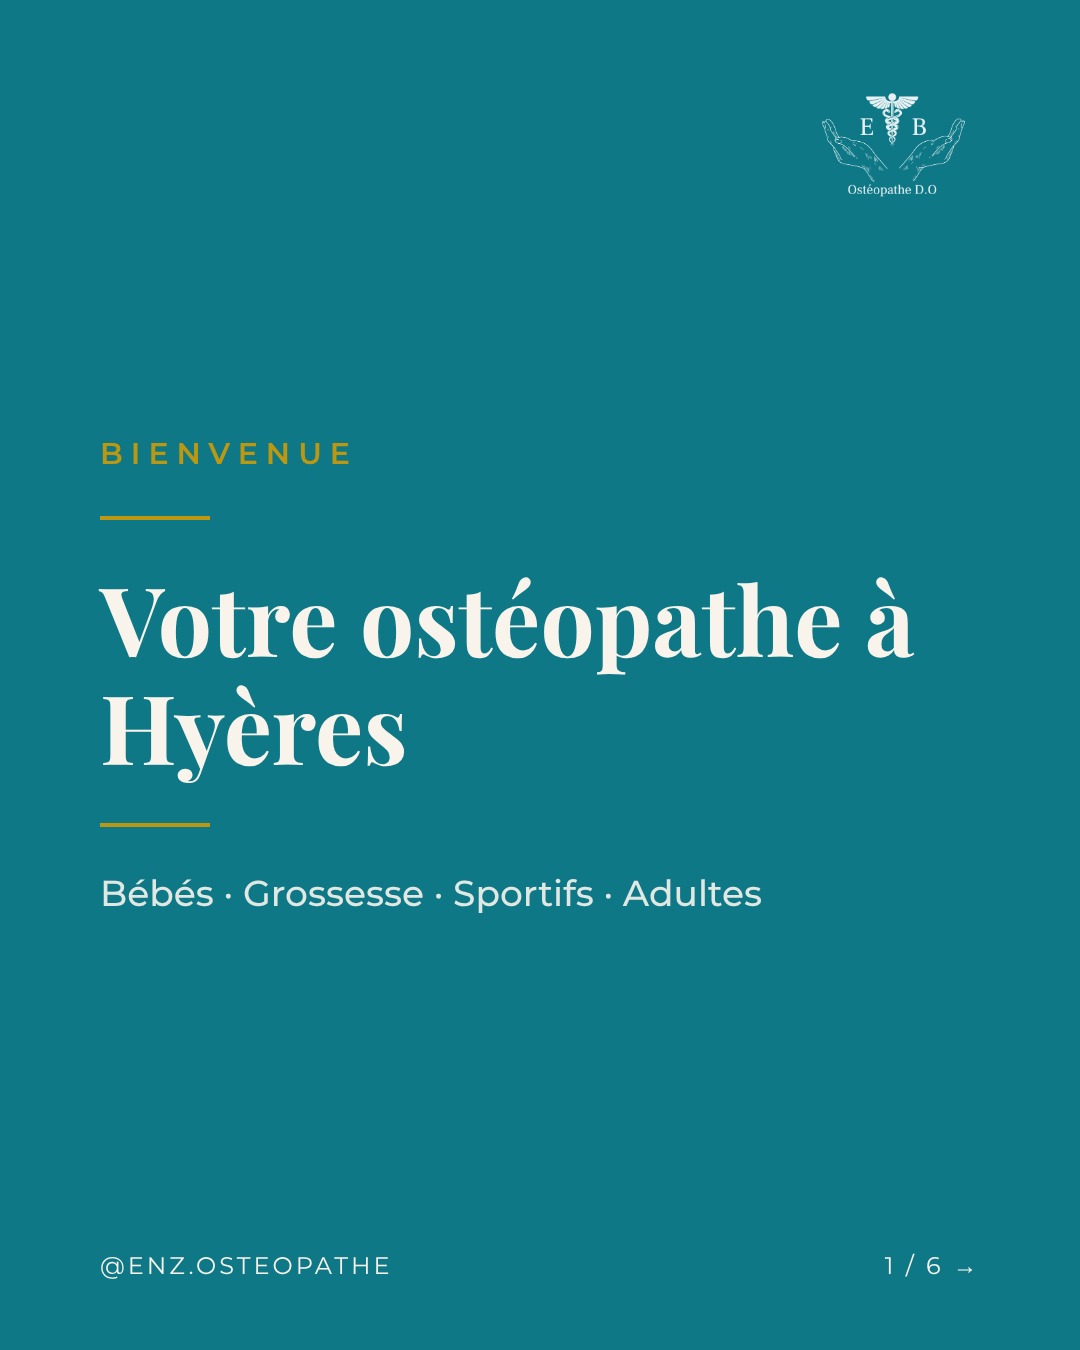 E B
Ostéopathe D.O
BIENVENUE
Votre ostéopathe à
Hyères
Bébés · Grossesse · Sportifs · Adultes
@ENZ.OSTEOPATHE
1 / 6 →